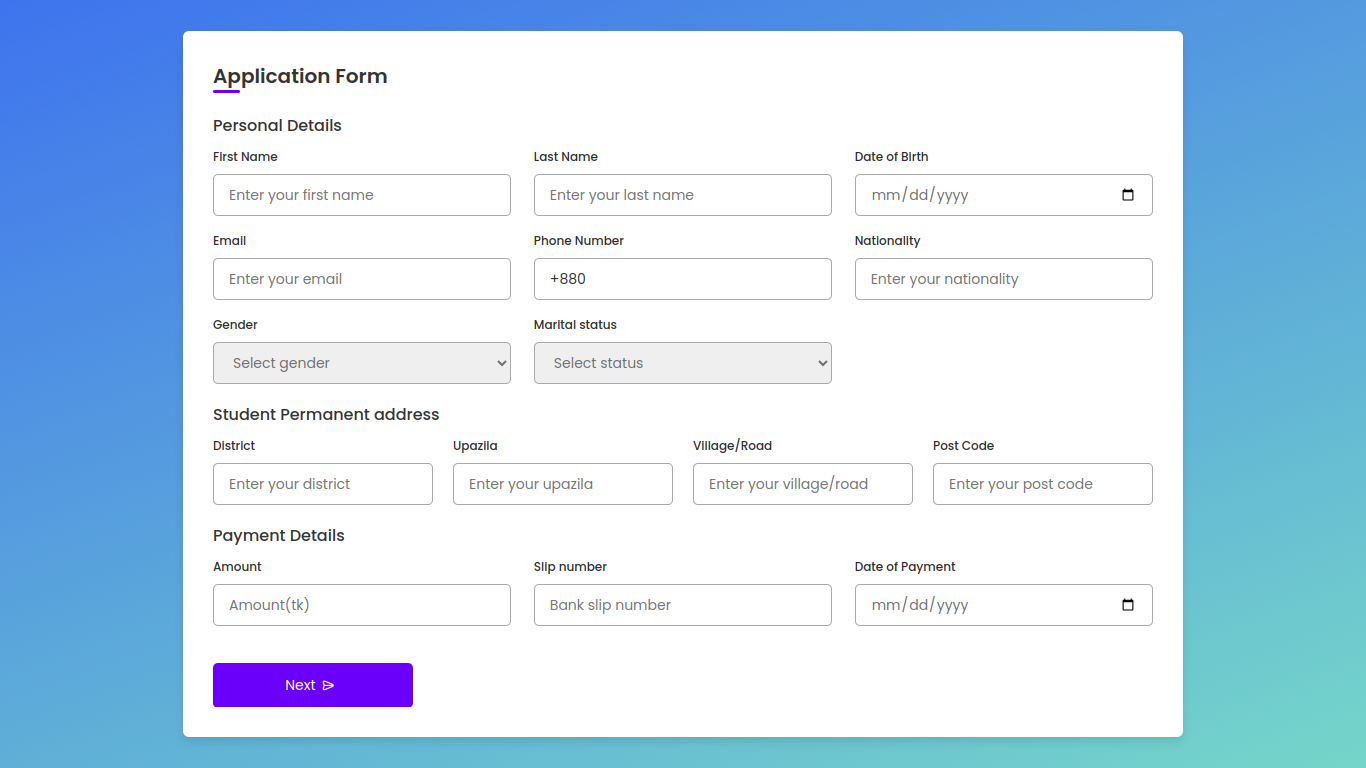 Application Form
Personal Details
First Name Last Name Date of Birth
Enter your first name Enter your last name mm/dd/yyyy
Email Phone Number Nationality
Enter your email +880 Enter your nationality
Gender Marital status
Select gender Select status
Student Permanent address
District Upazila Village/Road Post Code
Enter your district Enter your upazila Enter your village/road Enter your post code
Payment Details
Amount Slip number Date of Payment
Amount(tk) Bank slip number mm/dd/yyyy
Next